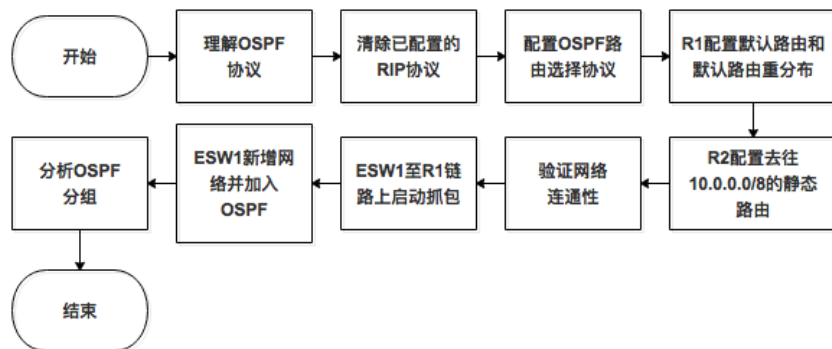 开始
理解OSPF
协议
清除已配置的
RIP协议
配置OSPF路
由选择协议
R1配置默认路由和
默认路由重分布
R2配置去往
10.0.0.0/8的静态
路由
验证网络
连通性
ESW1至R1链
路上启动抓包
ESW1新增网
络并加入
OSPF
分析OSPF
分组
结束